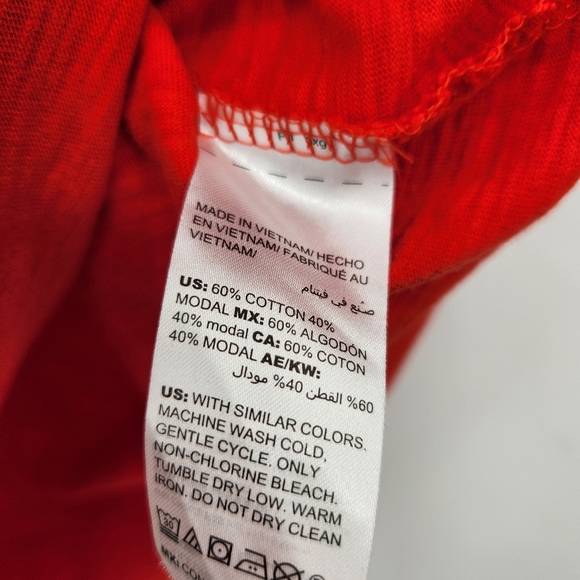 MADE IN VIETNAM/ HECHO
EN VIETNAM/ FABRIQUÉ AU
VIETNAM/
صنع في فيتنام
US: 60% COTTON 40%
MODAL MX: 60% ALGODÓN
40% modal CA: 60% COTON
40% MODAL AE/KW:
60% القطن 40% مودال
US: WITH SIMILAR COLORS.
MACHINE WASH COLD,
GENTLE CYCLE. ONLY
NON-CHLORINE BLEACH.
TUMBLE DRY LOW. WARM
IRON. DO NOT DRY CLEAN
30
MX: